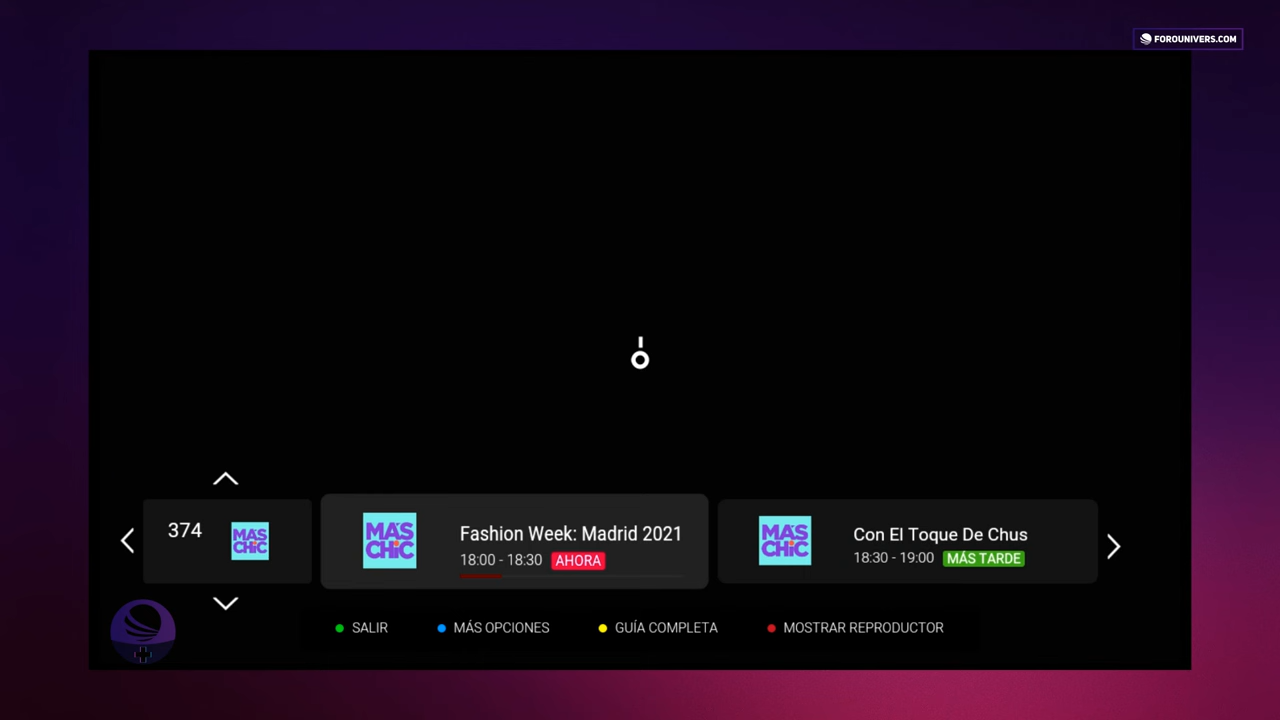 FOROUNIVERS.COM
374
MÁS CHiC
MÁS CHiC
Fashion Week: Madrid 2021
18:00 - 18:30 AHORA
MÁS CHiC
Con El Toque De Chus
18:30 - 19:00 MÁS TARDE
SALIR
MÁS OPCIONES
GUÍA COMPLETA
MOSTRAR REPRODUCTOR